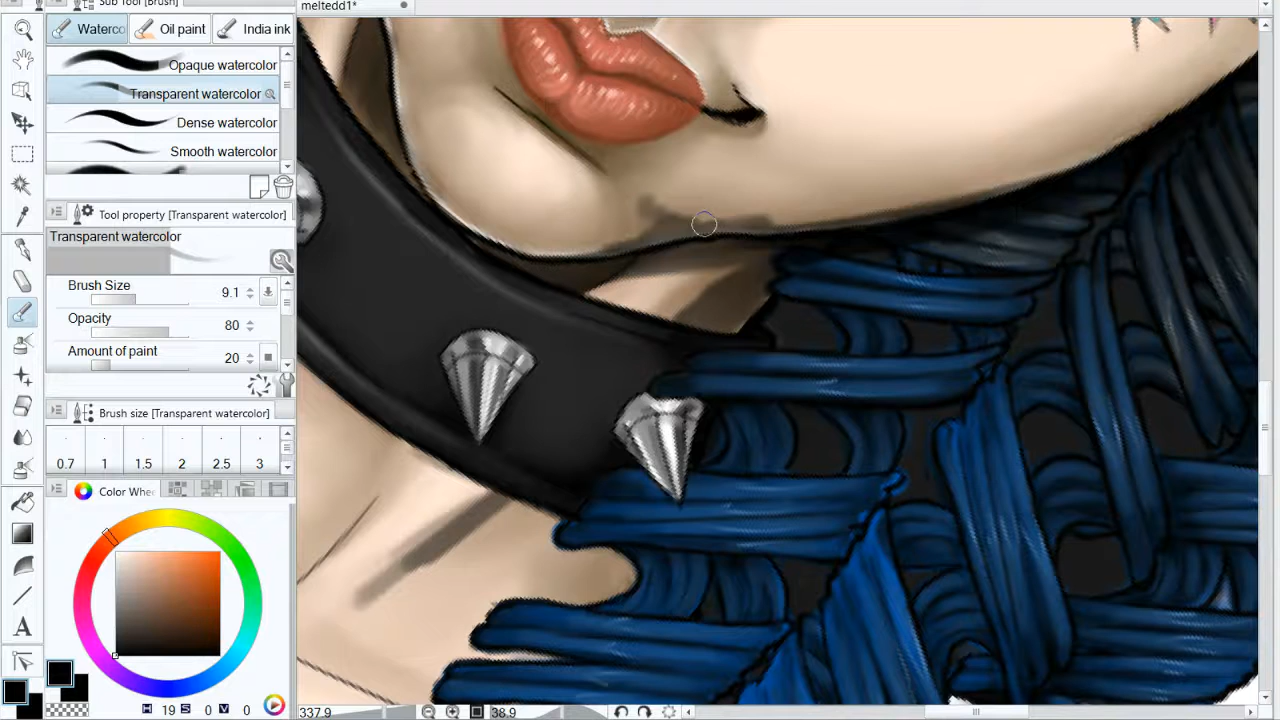 Sub Tool [Brush]
meltedd1*
Waterco
Oil paint
India ink
Opaque watercolor
Transparent watercolor
Dense watercolor
Smooth watercolor
Tool property [Transparent watercolor]
Transparent watercolor
Brush Size 9.1
Opacity 80
Amount of paint 20
Brush size [Transparent watercolor]
0.7 1 1.5 2 2.5 3
Color Whe
A
H 19 S 0 V 0
337.9
38.9